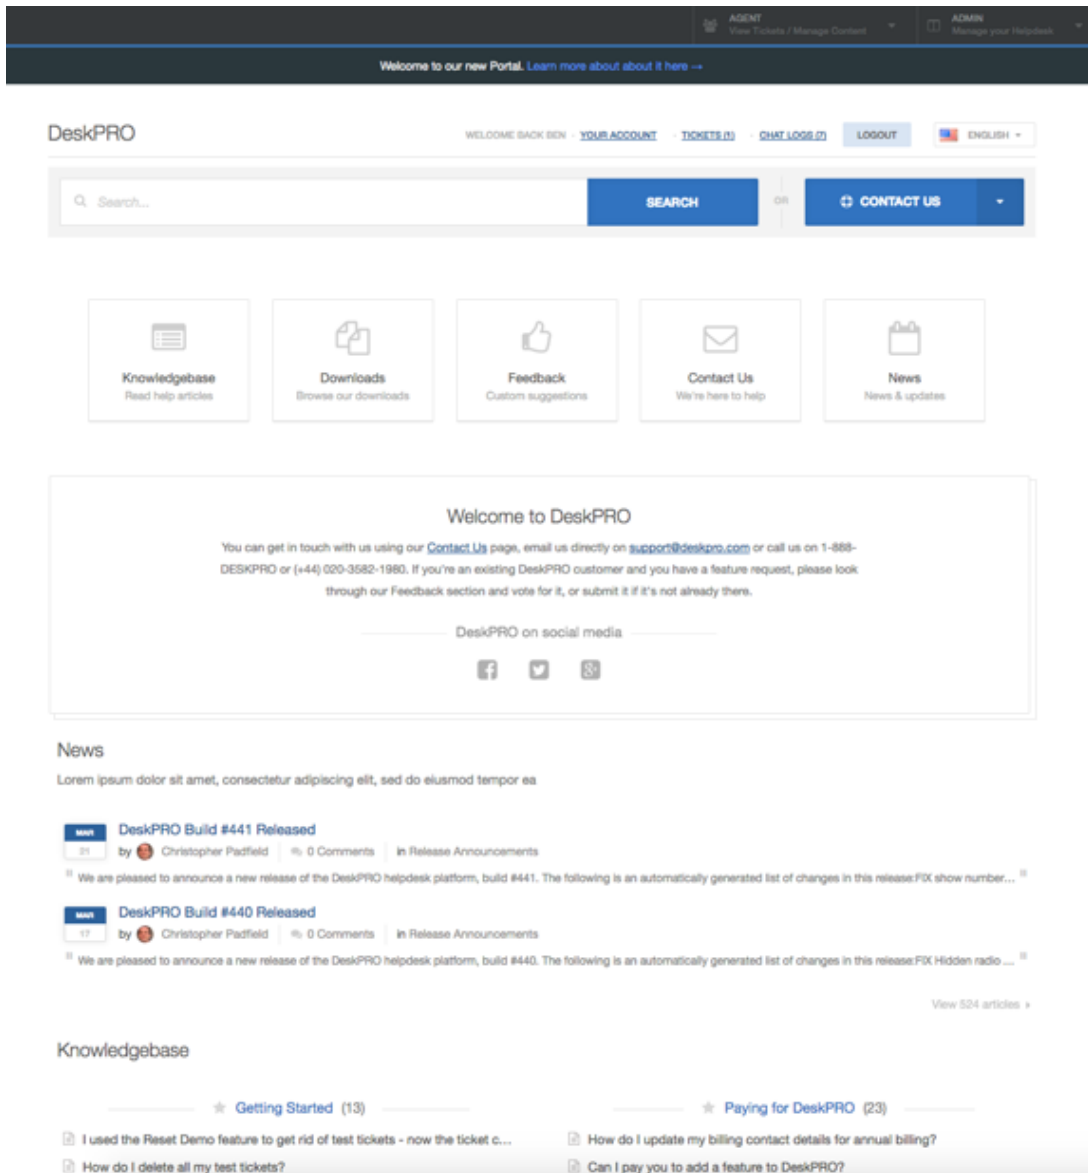 AGENT
View Tickets / Manage Content
ADMIN
Manage your Helpdesk
Welcome to our new Portal. Learn more about about it here →
DeskPRO
WELCOME BACK BEN · YOUR ACCOUNT · TICKETS (1) · CHAT LOGS (7) LOGOUT ENGLISH
Search... SEARCH OR CONTACT US
Knowledgebase
Read help articles
Downloads
Browse our downloads
Feedback
Custom suggestions
Contact Us
We're here to help
News
News & updates
Welcome to DeskPRO
You can get in touch with us using our Contact Us page, email us directly on support@deskpro.com or call us on 1-888-
DESKPRO or (+44) 020-3582-1980. If you're an existing DeskPRO customer and you have a feature request, please look
through our Feedback section and vote for it, or submit it if it's not already there.
DeskPRO on social media
News
Lorem ipsum dolor sit amet, consectetur adipiscing elit, sed do eiusmod tempor ea
MAR
21
DeskPRO Build #441 Released
by Christopher Padfield 0 Comments in Release Announcements
" We are pleased to announce a new release of the DeskPRO helpdesk platform, build #441. The following is an automatically generated list of changes in this release:FIX show number... "
MAR
17
DeskPRO Build #440 Released
by Christopher Padfield 0 Comments in Release Announcements
" We are pleased to announce a new release of the DeskPRO helpdesk platform, build #440. The following is an automatically generated list of changes in this release:FIX Hidden radio .... "
View 524 articles
Knowledgebase
Getting Started (13)
I used the Reset Demo feature to get rid of test tickets - now the ticket c...
How do I delete all my test tickets?
Paying for DeskPRO (23)
How do I update my billing contact details for annual billing?
Can I pay you to add a feature to DeskPRO?